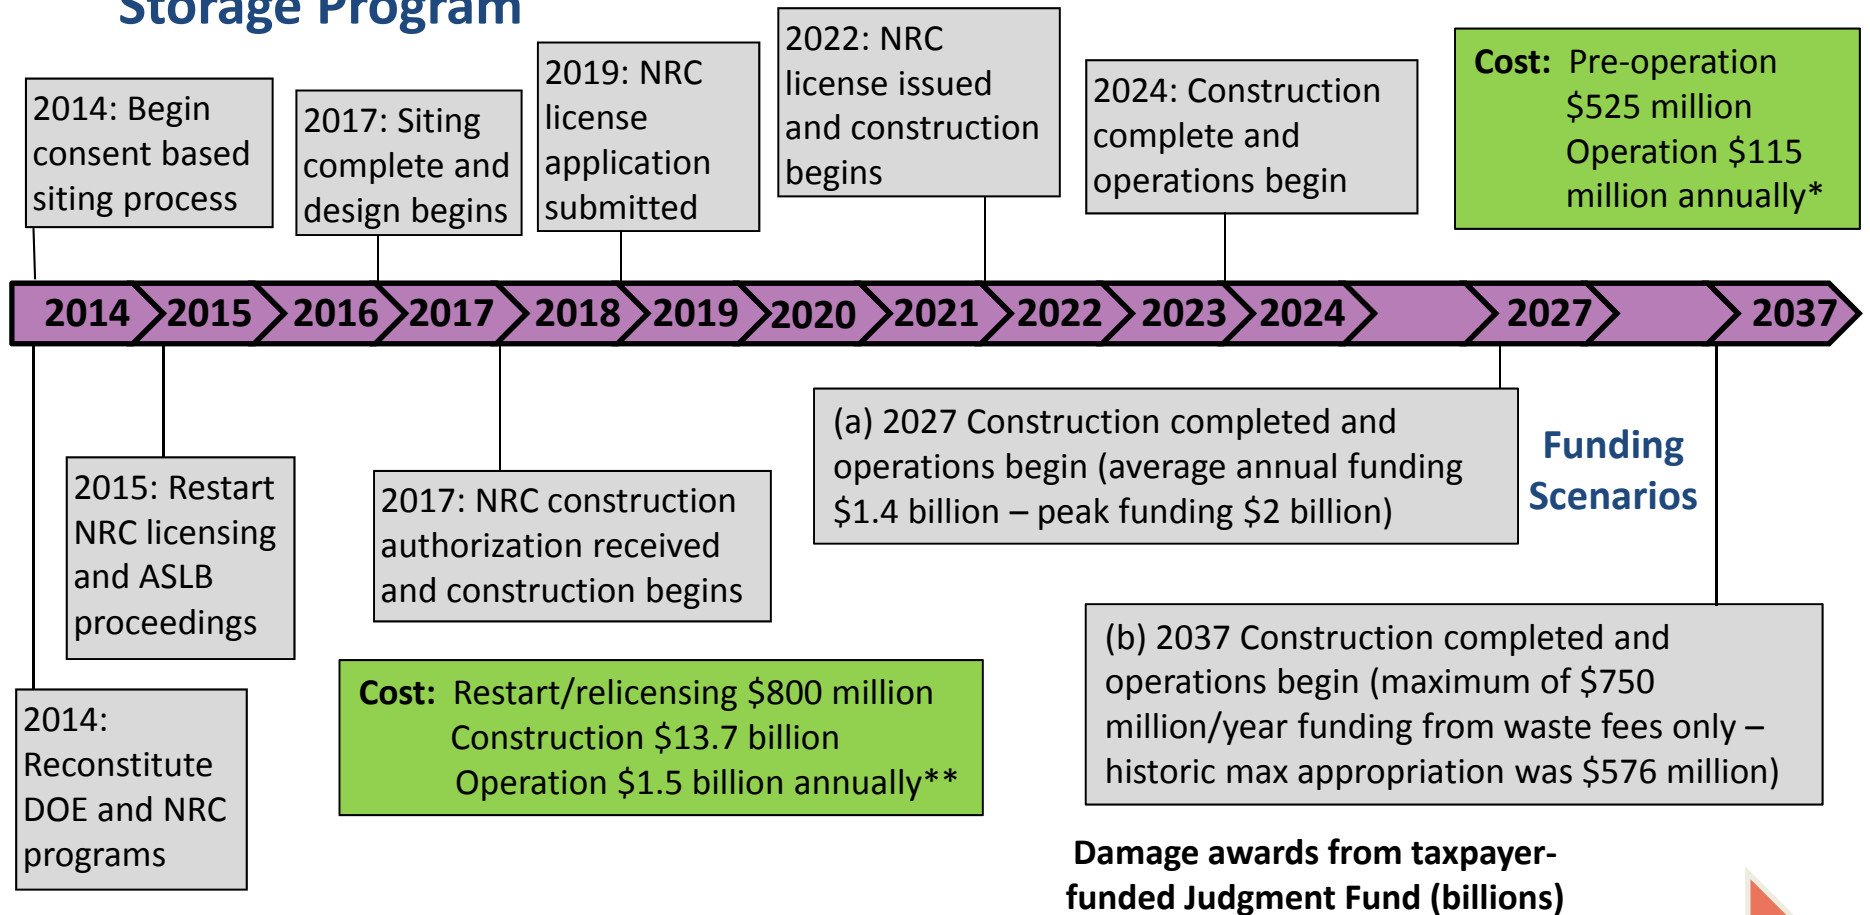 Storage Program
2014: Begin
consent based
siting process
2017: Siting
complete and
design begins
2019: NRC
license
application
submitted
2022: NRC
license issued
and construction
begins
2024: Construction
complete and
operations begin
Cost: Pre-operation
$525 million
Operation $115
million annually*
2014 2015 2016 2017 2018 2019 2020 2021 2022 2023 2024 2027 2037
2014:
Reconstitute
DOE and NRC
programs
2015: Restart
NRC licensing
and ASLB
proceedings
2017: NRC construction
authorization received
and construction begins
(a) 2027 Construction completed and
operations begin (average annual funding
$1.4 billion – peak funding $2 billion)
Funding
Scenarios
(b) 2037 Construction completed and
operations begin (maximum of $750
million/year funding from waste fees only –
historic max appropriation was $576 million)
Cost: Restart/relicensing $800 million
Construction $13.7 billion
Operation $1.5 billion annually**
Damage awards from taxpayer-
funded Judgment Fund (billions)